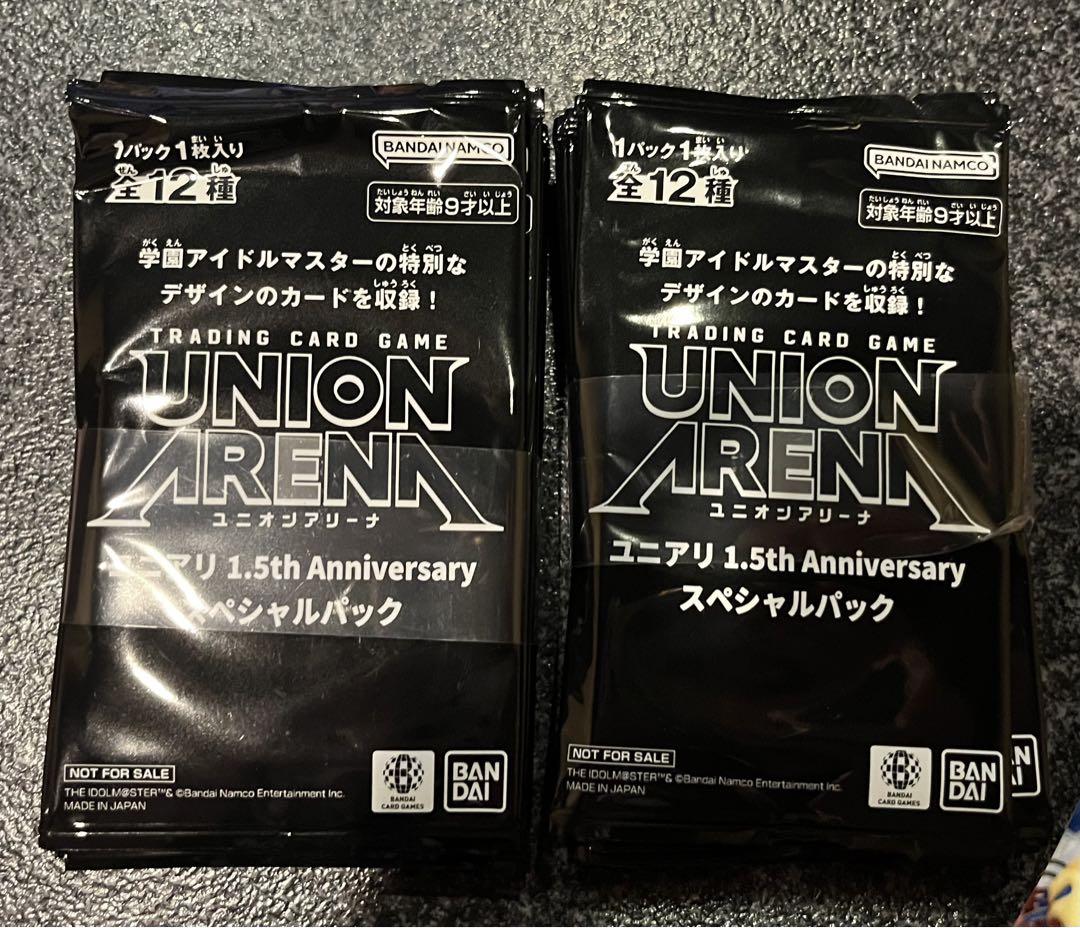 1パック1枚入り
全12種
BANDAI NAMCO
対象年齢9才以上
学園アイドルマスターの特別な
デザインのカードを収録！
TRADING CARD GAME
UNION
ARENA
ユニオンアリーナ
ユニアリ 1.5th Anniversary
スペシャルパック
NOT FOR SALE
THE IDOLM@STER™& ©Bandai Namco Entertainment Inc.
MADE IN JAPAN
BANDAI
CARD GAMES
BAN
DAI
1パック1枚入り
全12種
BANDAI NAMCO
対象年齢9才以上
学園アイドルマスターの特別な
デザインのカードを収録！
TRADING CARD GAME
UNION
ARENA
ユニオンアリーナ
ユニアリ 1.5th Anniversary
スペシャルパック
NOT FOR SALE
THE IDOLM@STER™& ©Bandai Namco Entertainment Inc.
MADE IN JAPAN
BANDAI
CARD GAMES
BAN
DAI